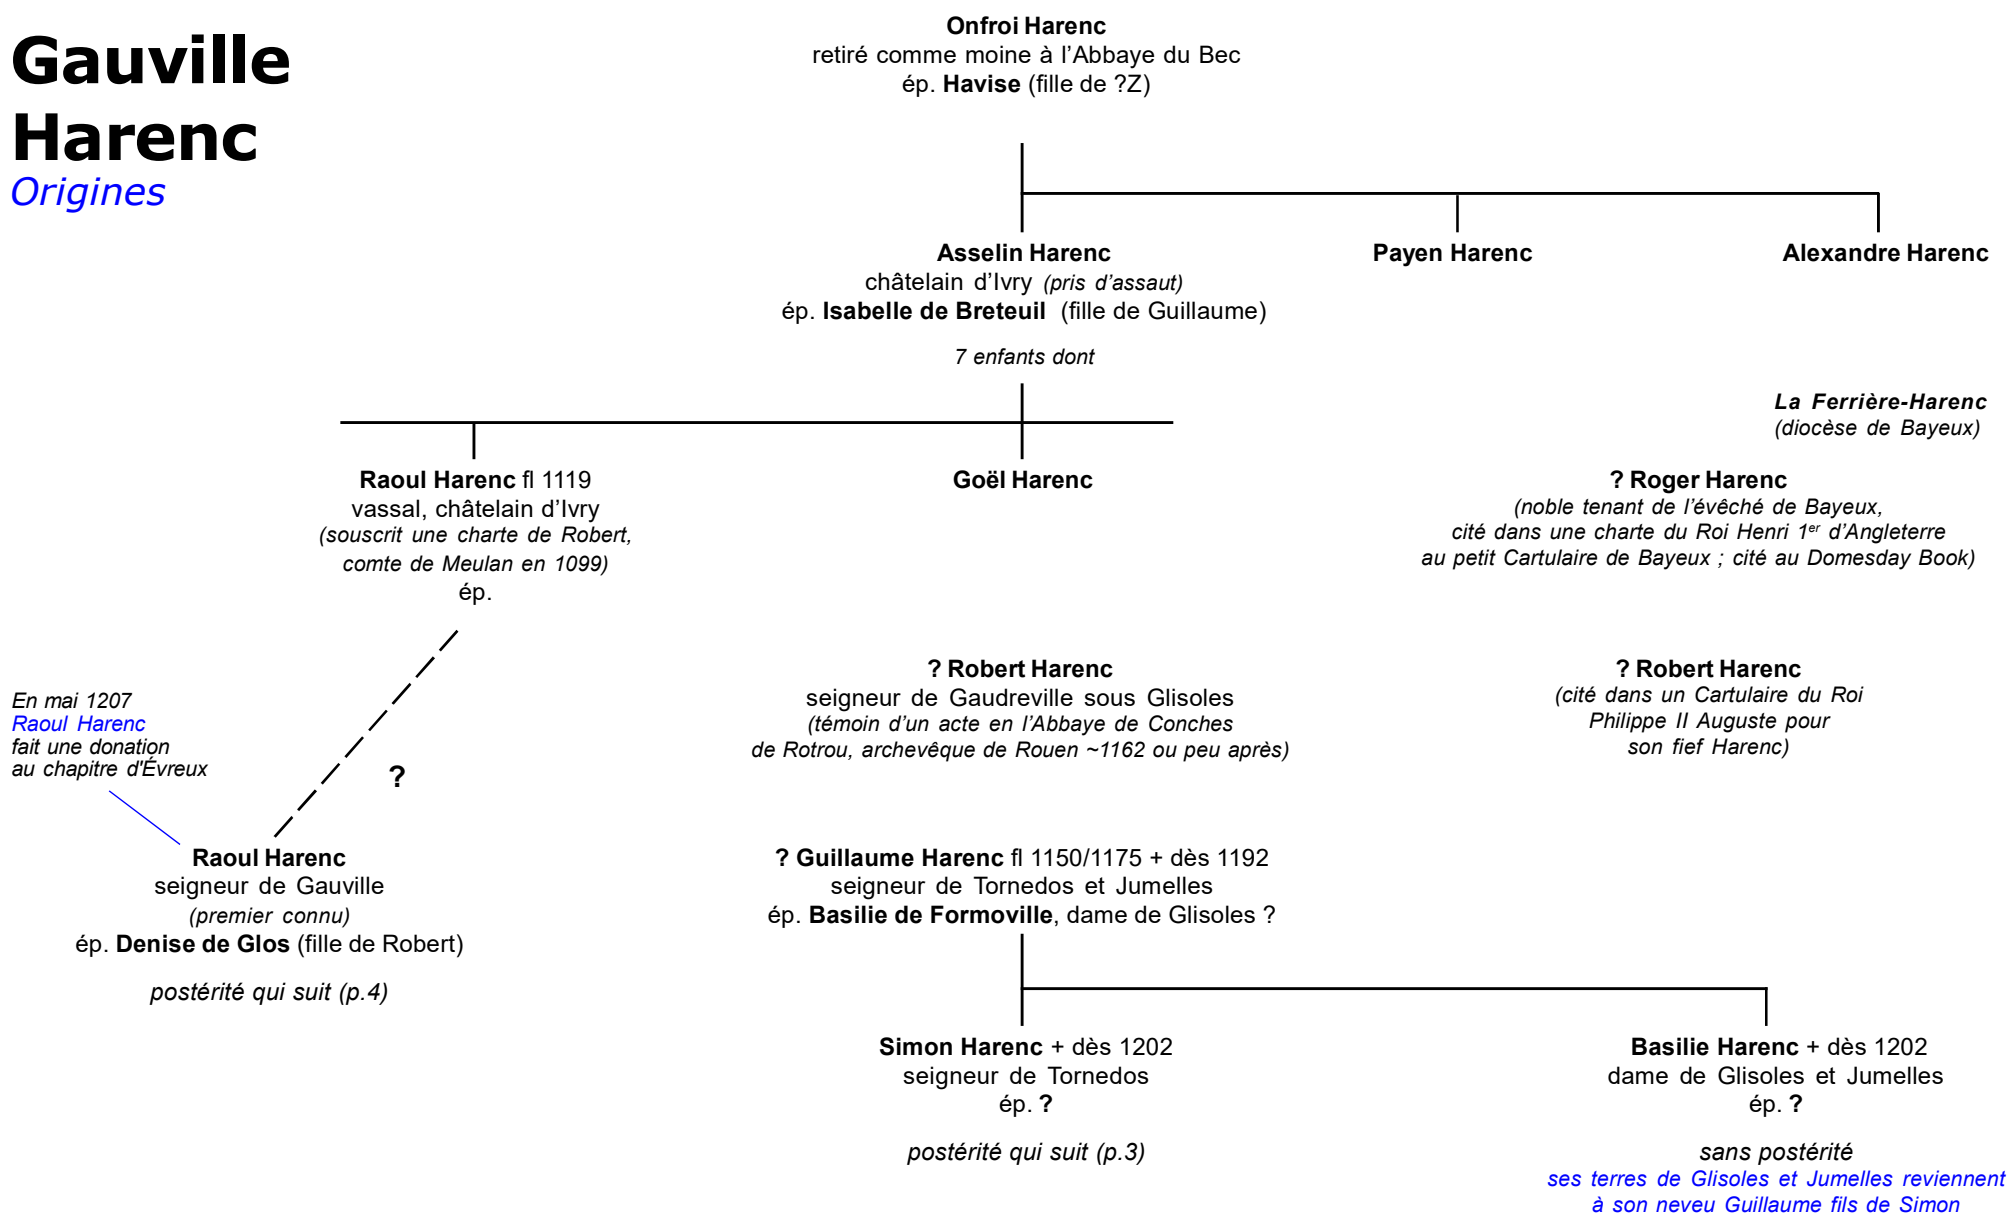 Gauville
Harenc
Origines
Onfroi Harenc
retiré comme moine à l’Abbaye du Bec
ép. Havise (fille de ?Z)
Asselin Harenc
châtelain d’Ivry (pris d’assaut)
ép. Isabelle de Breteuil (fille de Guillaume)
7 enfants dont
Payen Harenc
Alexandre Harenc
La Ferrière-Harenc
(diocèse de Bayeux)
Raoul Harenc fl 1119
vassal, châtelain d’Ivry
(souscrit une charte de Robert,
comte de Meulan en 1099)
ép.
Goël Harenc
? Roger Harenc
(noble tenant de l’évêché de Bayeux,
cité dans une charte du Roi Henri 1er d’Angleterre
au petit Cartulaire de Bayeux ; cité au Domesday Book)
En mai 1207
Raoul Harenc
fait une donation
au chapitre d'Évreux
?
? Robert Harenc
seigneur de Gaudreville sous Glisoles
(témoin d’un acte en l’Abbaye de Conches
de Rotrou, archevêque de Rouen ~1162 ou peu après)
? Robert Harenc
(cité dans un Cartulaire du Roi
Philippe II Auguste pour
son fief Harenc)
Raoul Harenc
seigneur de Gauville
(premier connu)
ép. Denise de Glos (fille de Robert)
postérité qui suit (p.4)
? Guillaume Harenc fl 1150/1175 + dès 1192
seigneur de Tornedos et Jumelles
ép. Basilie de Formoville, dame de Glisoles ?
Simon Harenc + dès 1202
seigneur de Tornedos
ép. ?
postérité qui suit (p.3)
Basilie Harenc + dès 1202
dame de Glisoles et Jumelles
ép. ?
sans postérité
ses terres de Glisoles et Jumelles reviennent
à son neveu Guillaume fils de Simon